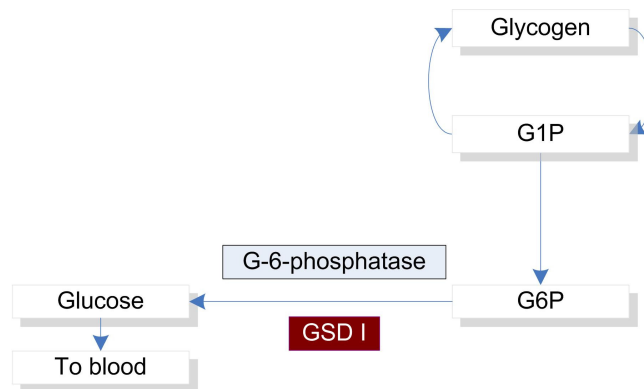 Glycogen
G1P
G-6-phosphatase
Glucose
G6P
GSD I
To blood